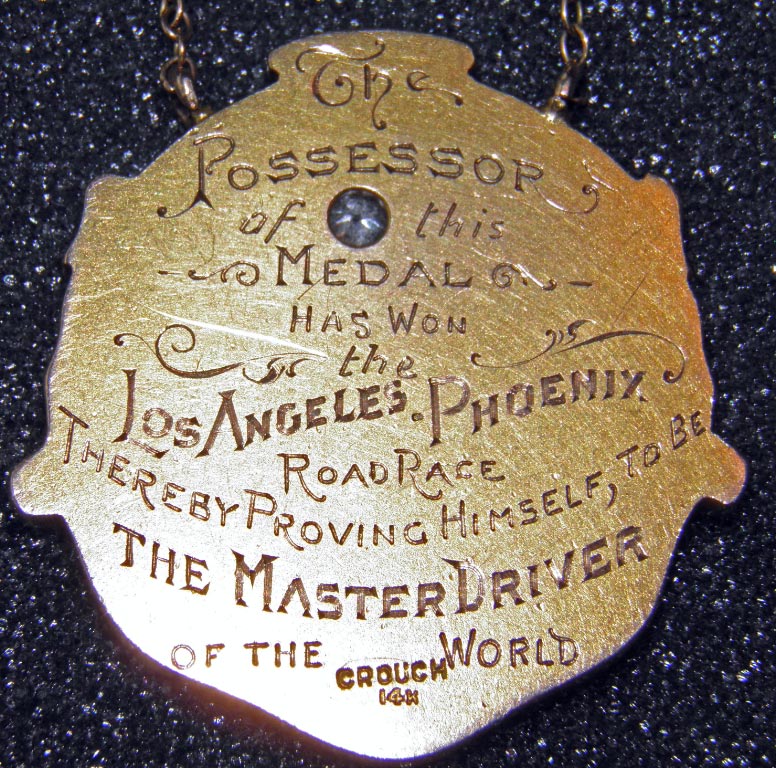 The
POSSESSOR
of this
MEDAL
HAS WON
the
LOS ANGELES-PHOENIX
ROAD RACE
THEREBY PROVING HIMSELF, TO BE
THE MASTER DRIVER
OF THE WORLD
CROUCH
14K